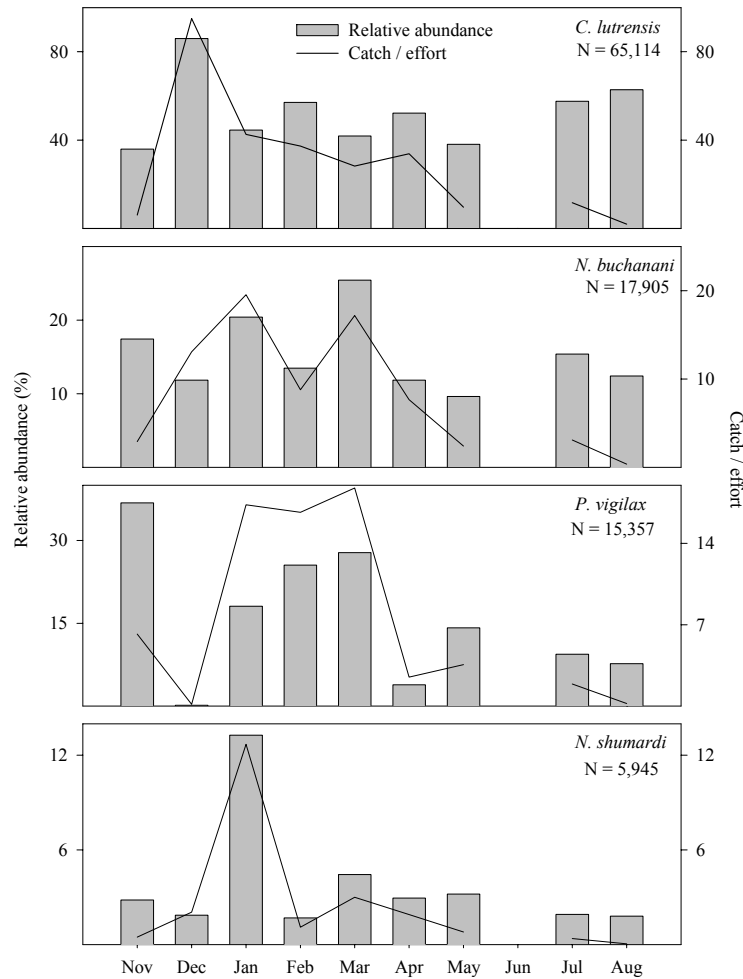 Relative abundance
Catch / effort
C. lutrensis
N = 65,114
80
40
80
40
N. buchanani
N = 17,905
20
10
20
10
Relative abundance (%)
Catch / effort
P. vigilax
N = 15,357
30
15
14
7
N. shumardi
N = 5,945
12
6
12
6
Nov Dec Jan Feb Mar Apr May Jun Jul Aug